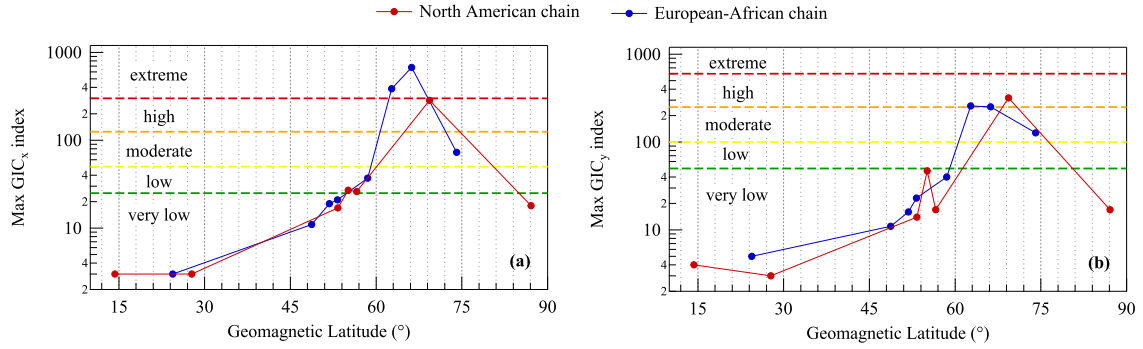 North American chain
European-African chain
Max GICx index
1000
4
2
100
4
2
10
4
2
extreme
high
moderate
low
very low
(a)
15 30 45 60 75 90
Geomagnetic Latitude (°)
Max GICy index
1000
4
2
100
4
2
10
4
2
extreme
high
moderate
low
very low
(b)
15 30 45 60 75 90
Geomagnetic Latitude (°)